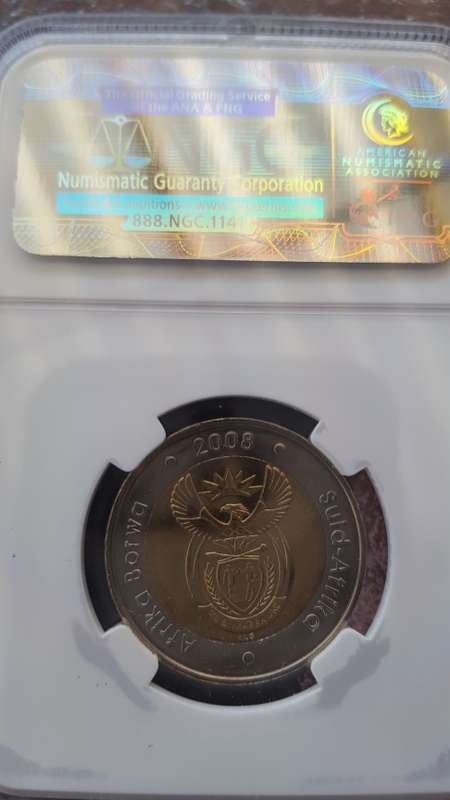 The Official Grading Service
of the ANA & PNG
NGC
Numismatic Guaranty Corporation
888.NGC.114
AMERICAN
NUMISMATIC
ASSOCIATION
2008
Afrika Borwa
Suid-Afrika